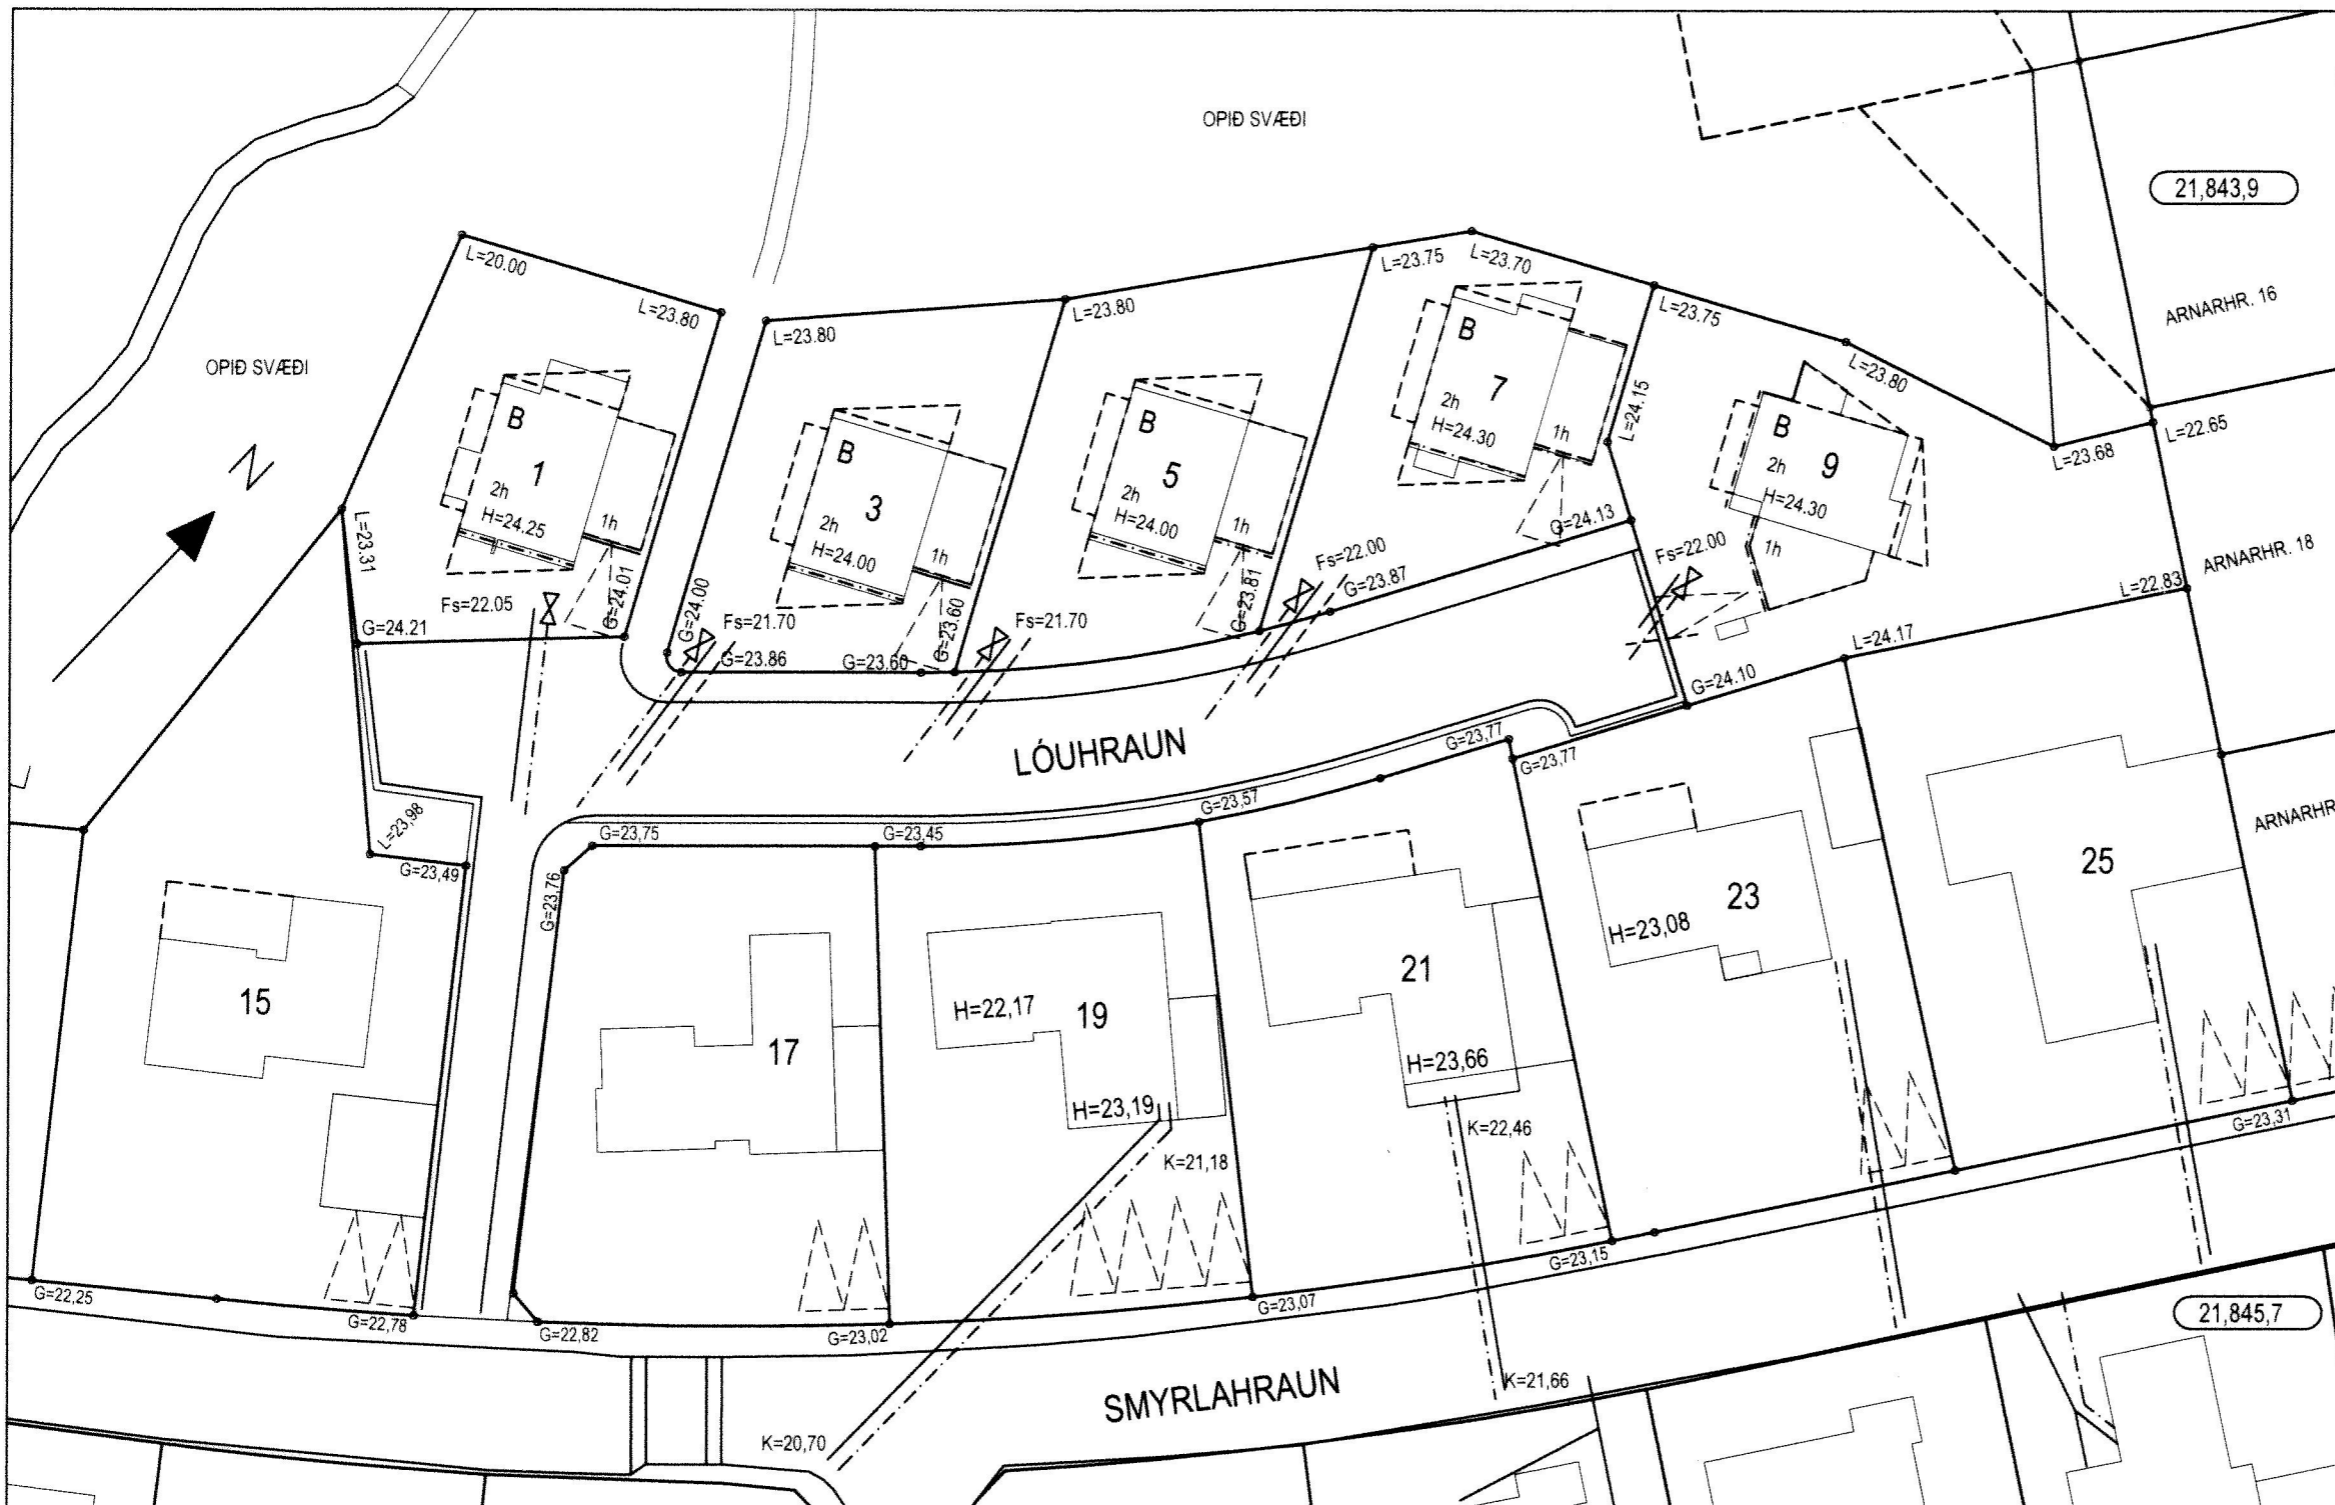 OPIÐ SVÆÐI
21,843,9
ARNARHR. 16
L=20.00
L=23.80
L=23.80
L=23.80
L=23.75
L=23.70
L=23.75
L=23.80
L=23.68
L=22.65
OPIÐ SVÆÐI
N
B
1
2h
H=24,25
1h
B
3
2h
H=24.00
1h
B
5
2h
H=24.00
1h
B
7
2h
H=24.30
1h
L=24.15
B
9
2h
H=24.30
1h
ARNARHR. 18
L=23.31
G=24.21
Fs=22.05
G=24.01
G=24.00
Fs=21.70
G=23.86
G=23.60
G=23.60
Fs=21.70
G=23.81
Fs=22.00
G=23.87
G=24.13
Fs=22.00
L=22.83
L=24.17
G=24.10
LÓUHRAUN
G=23,77
G=23,77
G=23,57
G=23,45
G=23,75
G=23,76
L=23,98
G=23,49
ARNARHR
15
17
H=22,17
19
H=23,19
K=21,18
21
H=23,66
K=22,46
23
H=23,08
25
G=22,25
G=22,78
G=22,82
G=23,02
G=23,07
G=23,15
G=23,31
21,845,7
SMYRLAHRAUN
K=20,70
K=21,66